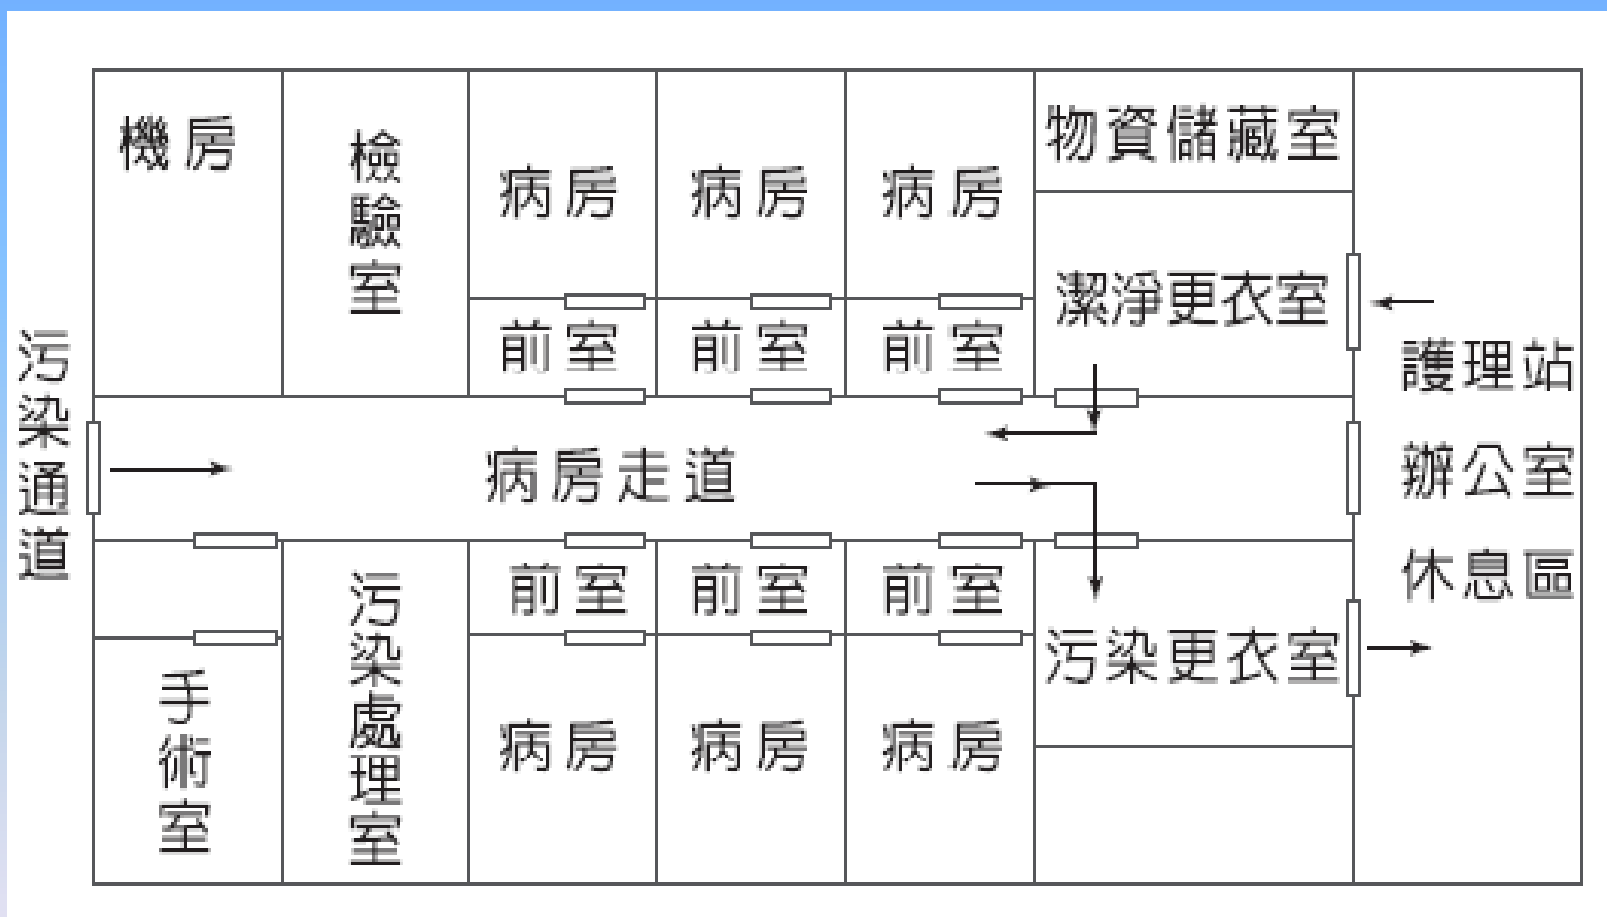 機房
檢驗室
病房
病房
病房
物資儲藏室
潔淨更衣室
前室
前室
前室
污染通道
病房走道
護理站
辦公室
休息區
前室
前室
前室
手術室
污染處理室
病房
病房
病房
污染更衣室